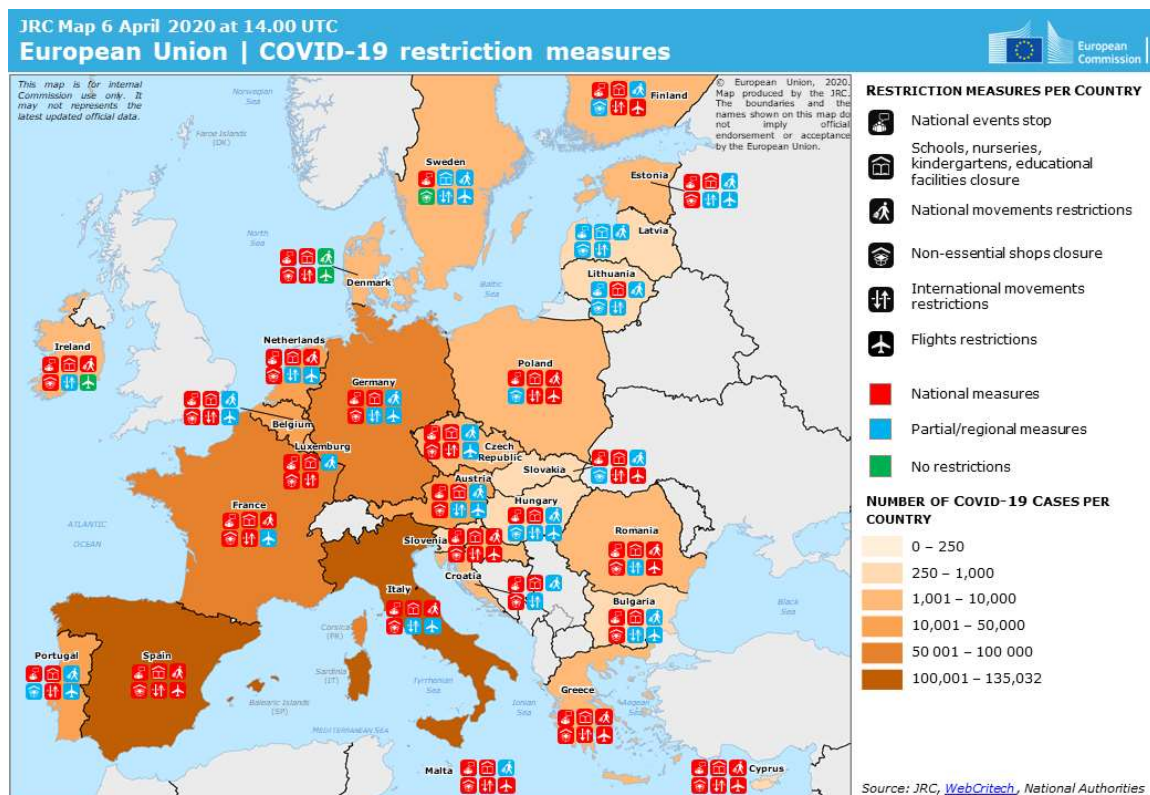 JRC Map 6 April 2020 at 14.00 UTC
European Union | COVID-19 restriction measures
European
Commission
This map is for internal
Commission use only. It
may not represents the
latest updated official data.
© European Union, 2020.
Map produced by the JRC.
The boundaries and the
names shown on this map do
not imply official
endorsement or acceptance
by the European Union.
Norwegian
Sea
Faroe Islands
(DK)
Finland
Sweden
Estonia
North
Sea
Latvia
Denmark
Baltic
Sea
Lithuania
Ireland
Netherlands
Germany
Poland
Belgium
Luxemburg
Czech
Republic
Slovakia
Austria
Hungary
France
ATLANTIC
OCEAN
Slovenia
Romania
Croatia
Italy
Bulgaria
Black
Sea
Corsica
(FR)
Portugal
Spain
Sardinia
(IT)
Tyrrhenian
Sea
Balearic Islands
(SP)
Ionian
Sea
Greece
Aegean
Sea
MEDITERRANEAN SEA
Malta
Cyprus
RESTRICTION MEASURES PER COUNTRY
National events stop
Schools, nurseries,
kindergartens, educational
facilities closure
National movements restrictions
Non-essential shops closure
International movements
restrictions
Flights restrictions
National measures
Partial/regional measures
No restrictions
NUMBER OF COVID-19 CASES PER
COUNTRY
0 – 250
250 – 1,000
1,001 – 10,000
10,001 – 50,000
50 001 – 100 000
100,001 – 135,032
Source: JRC, WebCritech , National Authorities